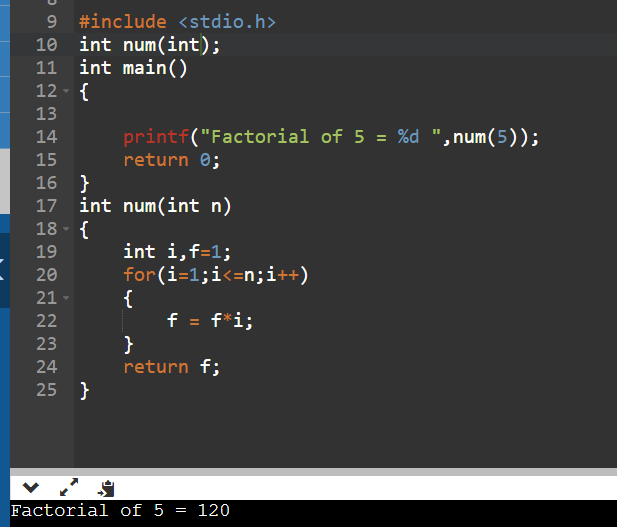 9 #include <stdio.h>
10 int num(int);
11 int main()
12 {
13
14     printf("Factorial of 5 = %d ",num(5));
15     return 0;
16 }
17 int num(int n)
18 {
19     int i,f=1;
20     for(i=1;i<=n;i++)
21     {
22         f = f*i;
23     }
24     return f;
25 }
Factorial of 5 = 120